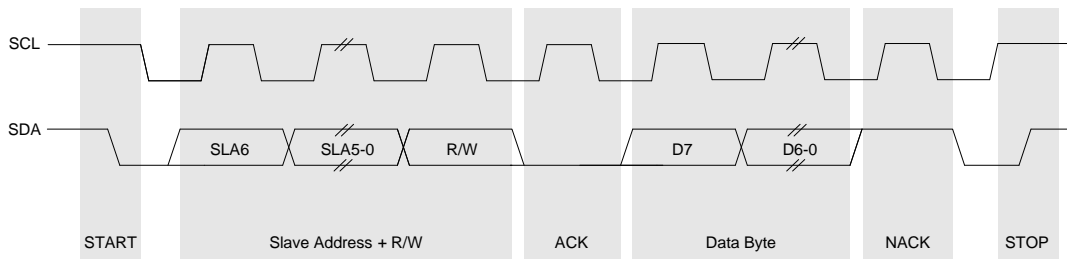 SCL
SDA
SLA6 SLA5-0 R/W D7 D6-0
START Slave Address + R/W ACK Data Byte NACK STOP